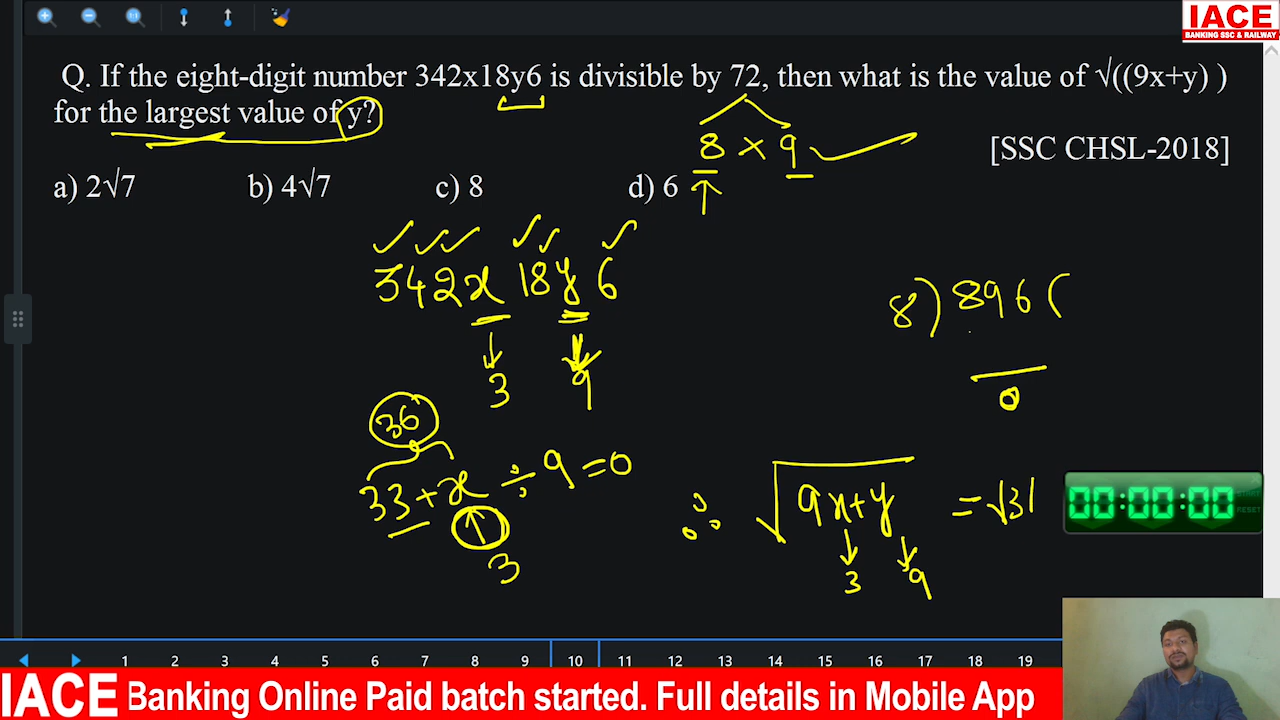 IACE
BANKING SSC & RAILWAY
Q. If the eight-digit number 342x18y6 is divisible by 72, then what is the value of √((9x+y) )
for the largest value of y?
8 × 9
[SSC CHSL-2018]
a) 2√7 b) 4√7 c) 8 d) 6
342x 18y 6
8)896(
3 9
0
36
33+x ÷ 9 = 0
3
∴ √9x+y = √31
3 9
00:00:00
RESET
1 2 3 4 5 6 7 8 9 10 11 12 13 14 15 16 17 18 19
IACE Banking Online Paid batch started. Full details in Mobile App